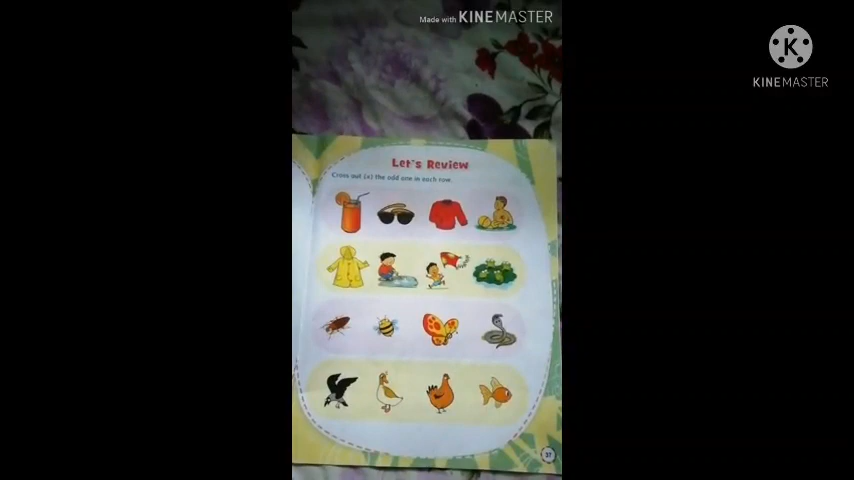 Made with KINEMASTER
K
KINEMASTER
Let's Review
Cross out (×) the odd one in each row.
37